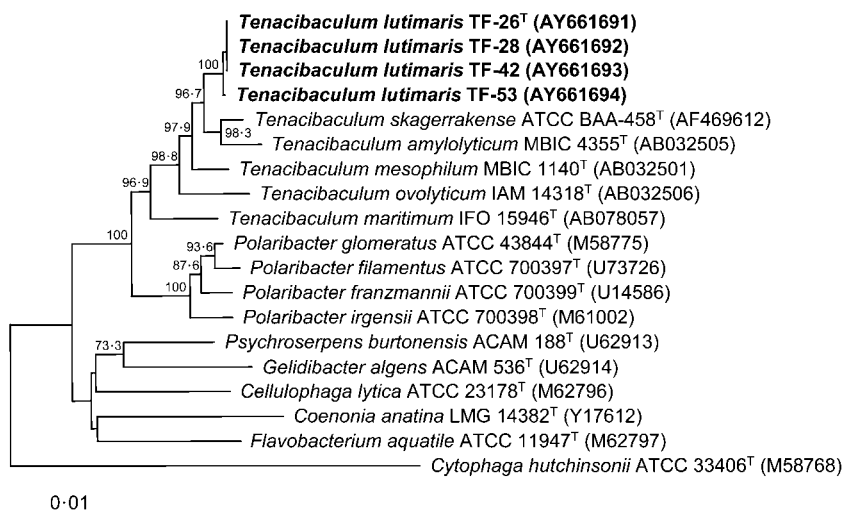 Tenacibaculum lutimaris TF-26ᵀ (AY661691)
Tenacibaculum lutimaris TF-28 (AY661692)
Tenacibaculum lutimaris TF-42 (AY661693)
100
Tenacibaculum lutimaris TF-53 (AY661694)
96·7
Tenacibaculum skagerrakense ATCC BAA-458ᵀ (AF469612)
97·9
98·3
Tenacibaculum amylolyticum MBIC 4355ᵀ (AB032505)
98·8
Tenacibaculum mesophilum MBIC 1140ᵀ (AB032501)
96·9
Tenacibaculum ovolyticum IAM 14318ᵀ (AB032506)
Tenacibaculum maritimum IFO 15946ᵀ (AB078057)
100
93·6
Polaribacter glomeratus ATCC 43844ᵀ (M58775)
87·6
Polaribacter filamentus ATCC 700397ᵀ (U73726)
100
Polaribacter franzmannii ATCC 700399ᵀ (U14586)
Polaribacter irgensii ATCC 700398ᵀ (M61002)
73·3
Psychroserpens burtonensis ACAM 188ᵀ (U62913)
Gelidibacter algens ACAM 536ᵀ (U62914)
Cellulophaga lytica ATCC 23178ᵀ (M62796)
Coenonia anatina LMG 14382ᵀ (Y17612)
Flavobacterium aquatile ATCC 11947ᵀ (M62797)
Cytophaga hutchinsonii ATCC 33406ᵀ (M58768)
0·01